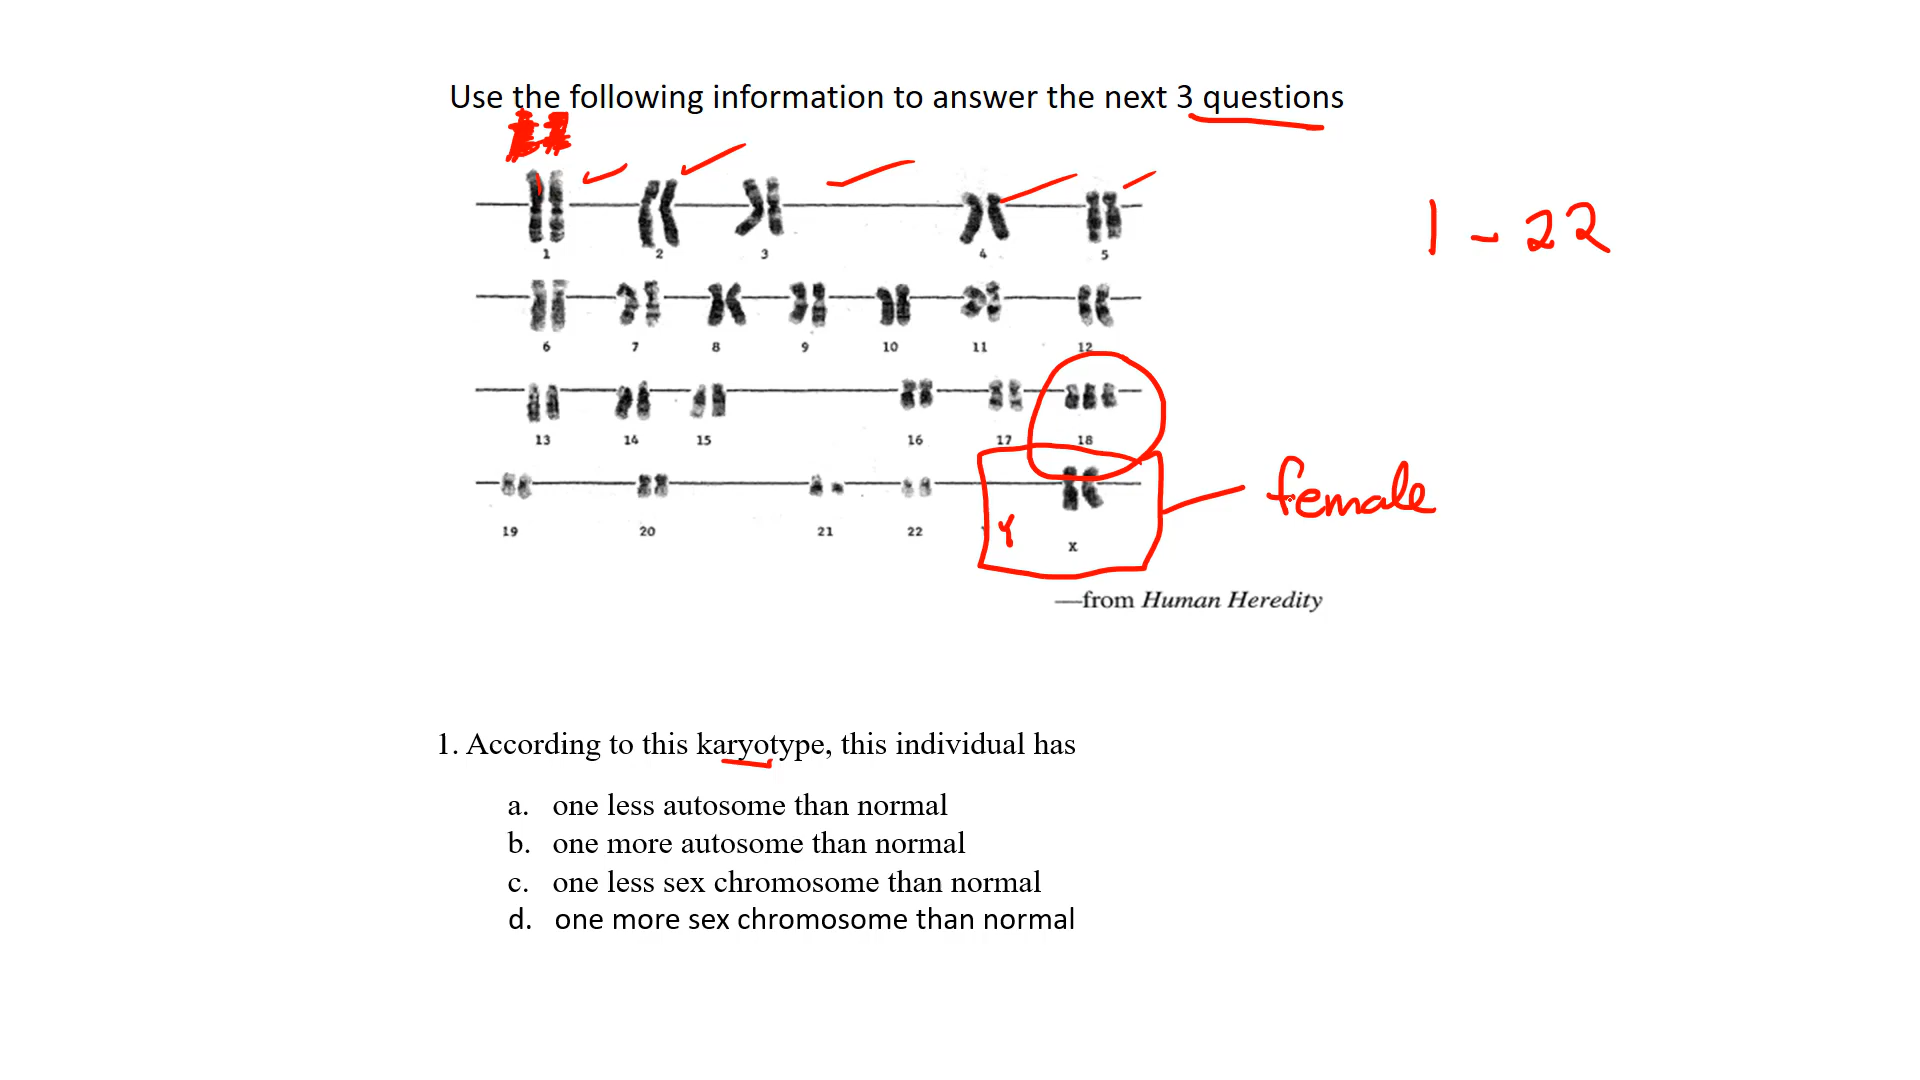 Use the following information to answer the next 3 questions
1 - 22
1 2 3 4 5
6 7 8 9 10 11 12
13 14 15 16 17 18
female
19 20 21 22 Y X
—from Human Heredity
1. According to this karyotype, this individual has
a. one less autosome than normal
b. one more autosome than normal
c. one less sex chromosome than normal
d. one more sex chromosome than normal